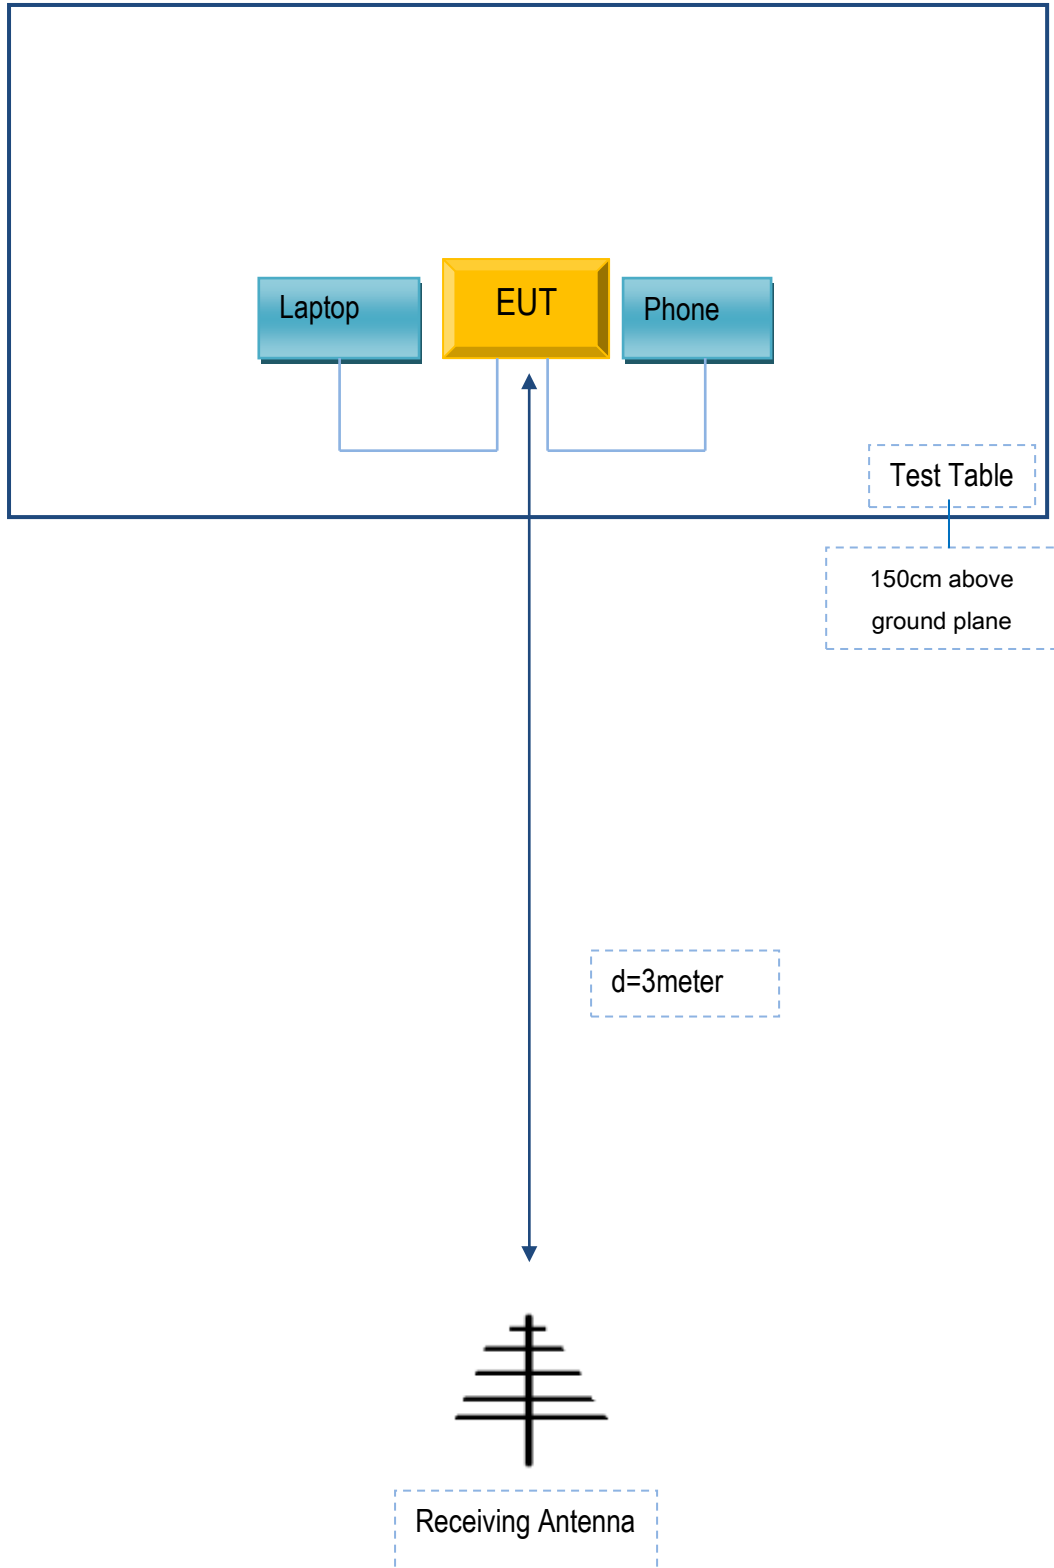 Laptop
EUT
Phone
Test Table
150cm above
ground plane
d=3meter
Receiving Antenna